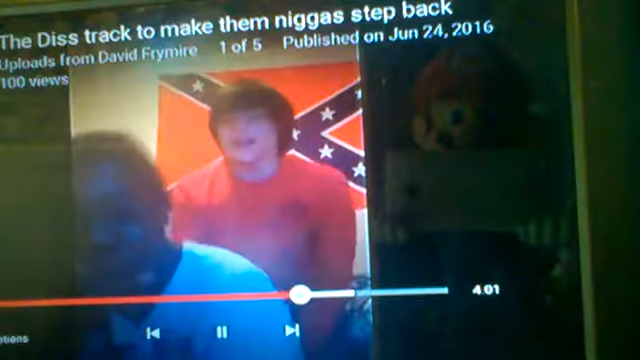 The Diss track to make them niggas step back
Uploads from David Frymire 1 of 5 Published on Jun 24, 2016
100 views
4:01